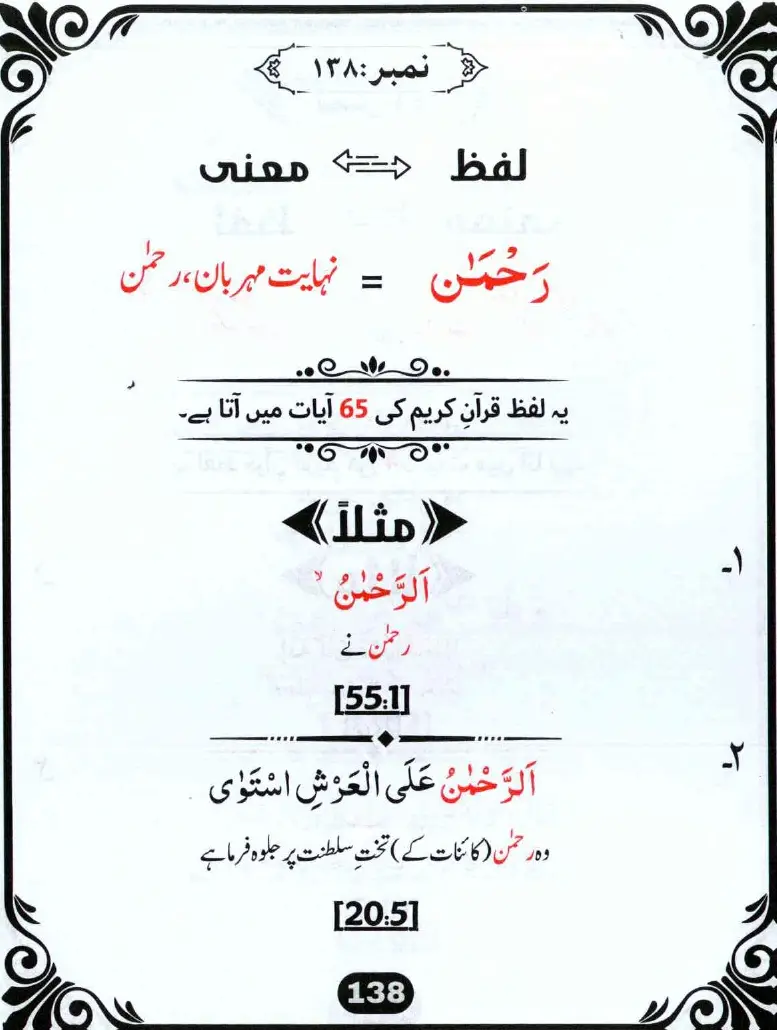 نمبر:۱۳۸
لفظ ⇐⇒ معنی
رَحْمَـٰن = نہایت مہربان، رحمٰن
یہ لفظ قرآنِ کریم کی 65 آیات میں آتا ہے۔
مثلاً
۱۔
اَلرَّحْمٰنُ ۙ
رحمٰن نے
[55:1]
۲۔
اَلرَّحْمٰنُ عَلَی الْعَرْشِ اسْتَوٰی
وہ رحمٰن (کائنات کے) تختِ سلطنت پر جلوہ فرما ہے
[20:5]
138